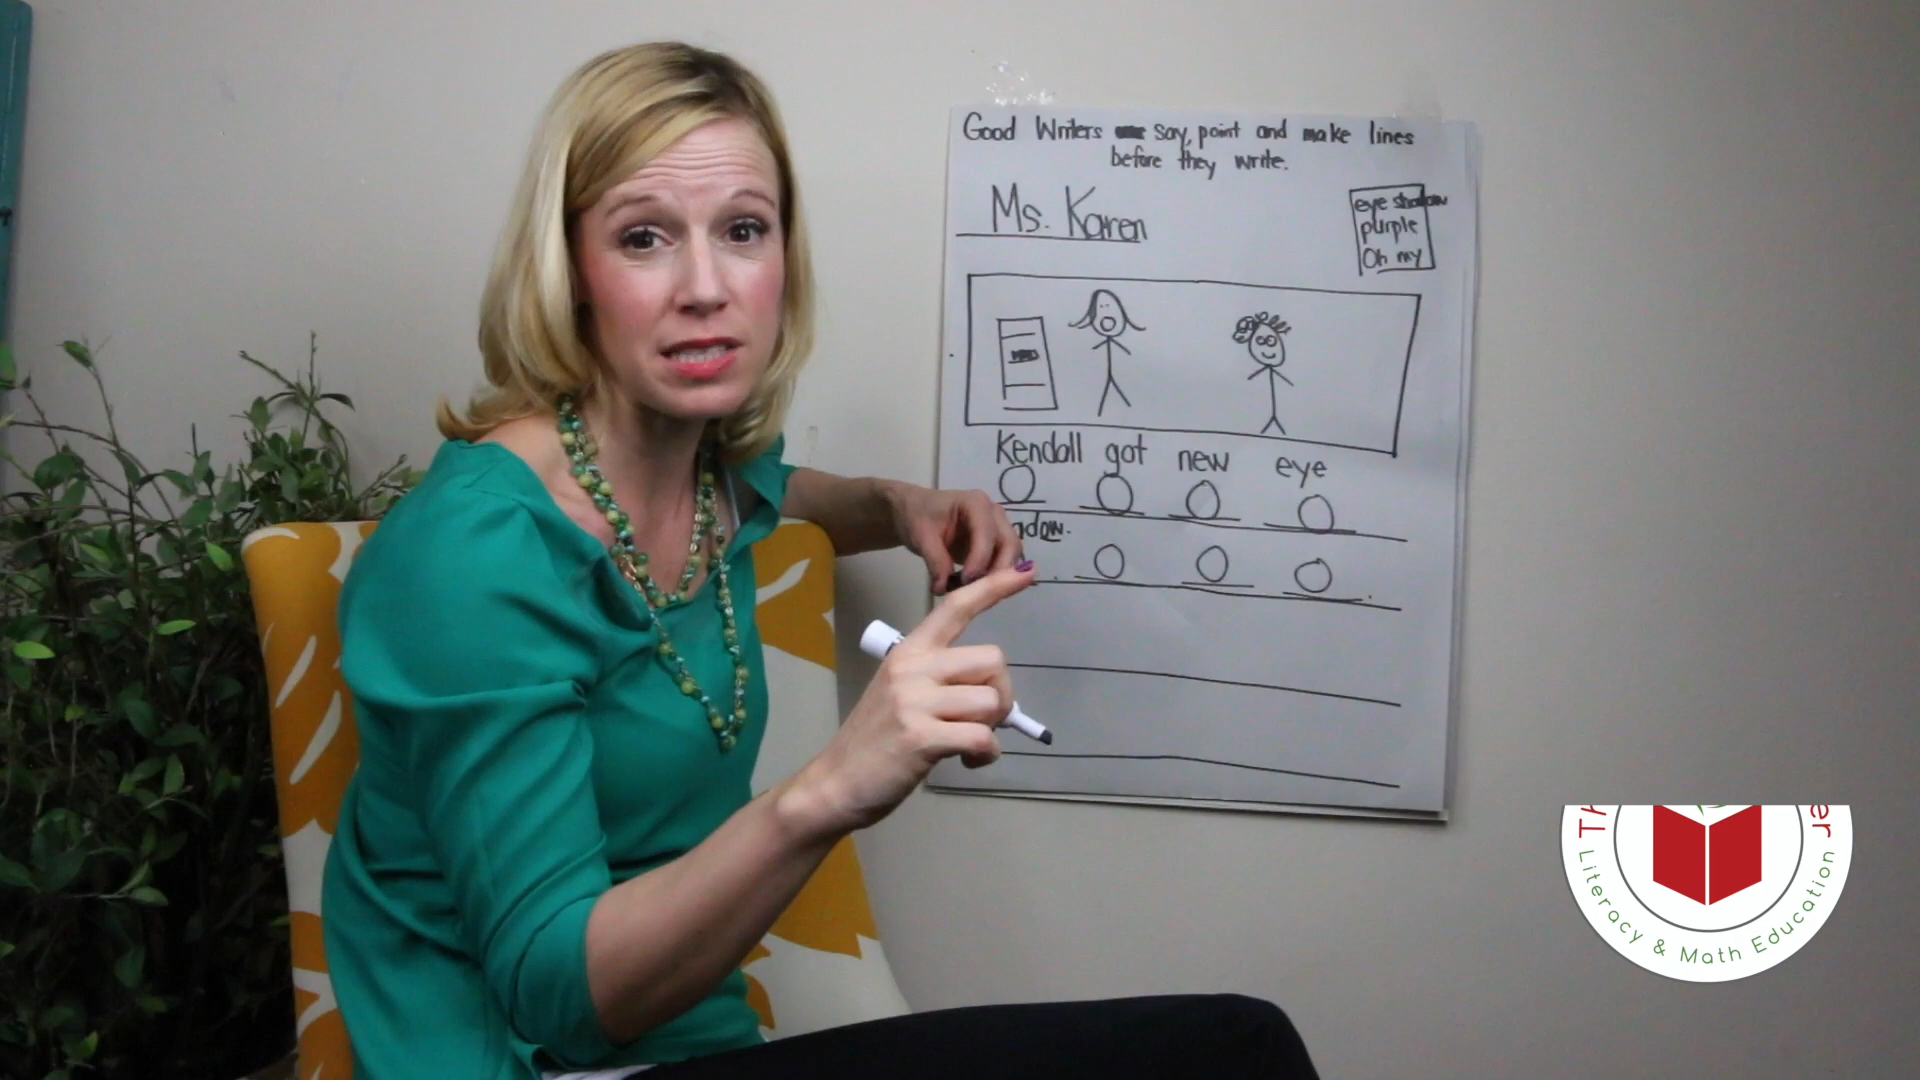 Good Writers say, point and make lines
before they write.
Ms. Karen
eye shadow
purple
Oh my
Kendall got new eye
adow.
Literacy & Math Education